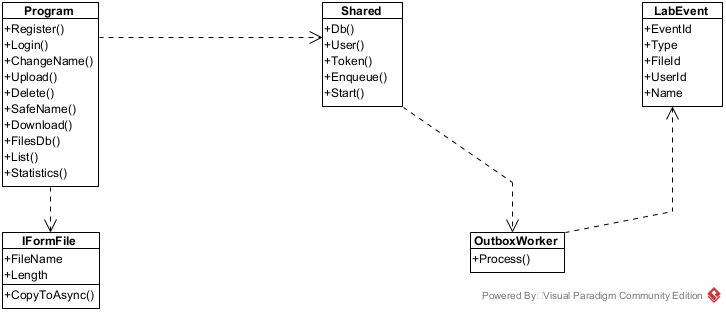 Program
+Register()
+Login()
+ChangeName()
+Upload()
+Delete()
+SafeName()
+Download()
+FilesDb()
+List()
+Statistics()
Shared
+Db()
+User()
+Token()
+Enqueue()
+Start()
LabEvent
+EventId
+Type
+FileId
+UserId
+Name
IFormFile
+FileName
+Length
+CopyToAsync()
OutboxWorker
+Process()
Powered By Visual Paradigm Community Edition